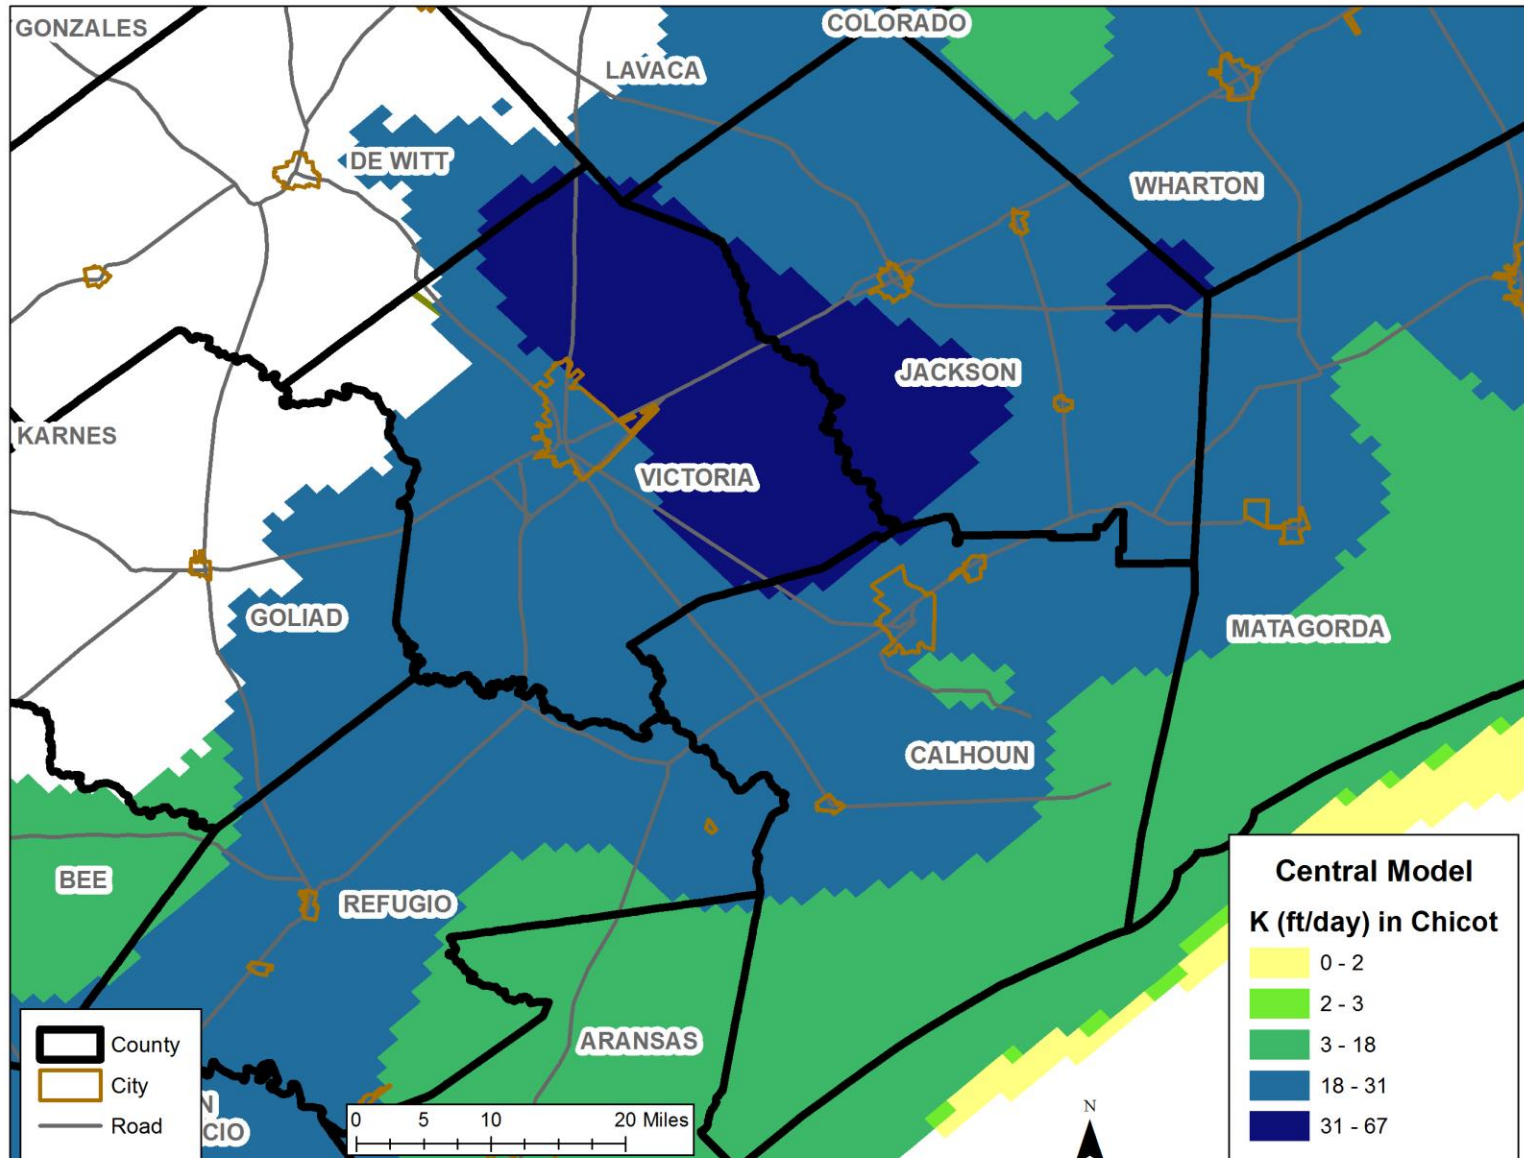 GONZALES
COLORADO
LAVACA
DE WITT
WHARTON
JACKSON
KARNES
VICTORIA
GOLIAD
MATAGORDA
CALHOUN
BEE
REFUGIO
ARANSAS
N
CIO
County
City
Road
0 5 10 20 Miles
N
Central Model
K (ft/day) in Chicot
0 - 2
2 - 3
3 - 18
18 - 31
31 - 67